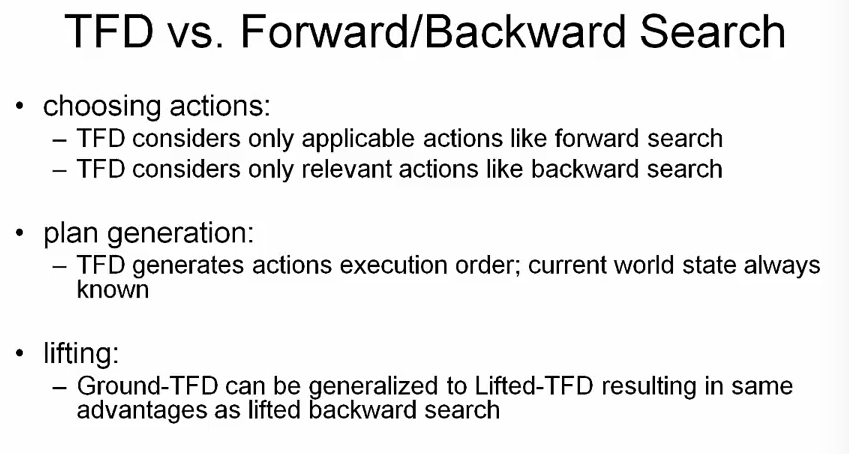 TFD vs. Forward/Backward Search
• choosing actions:
– TFD considers only applicable actions like forward search
– TFD considers only relevant actions like backward search
• plan generation:
– TFD generates actions execution order; current world state always
known
• lifting:
– Ground-TFD can be generalized to Lifted-TFD resulting in same
advantages as lifted backward search